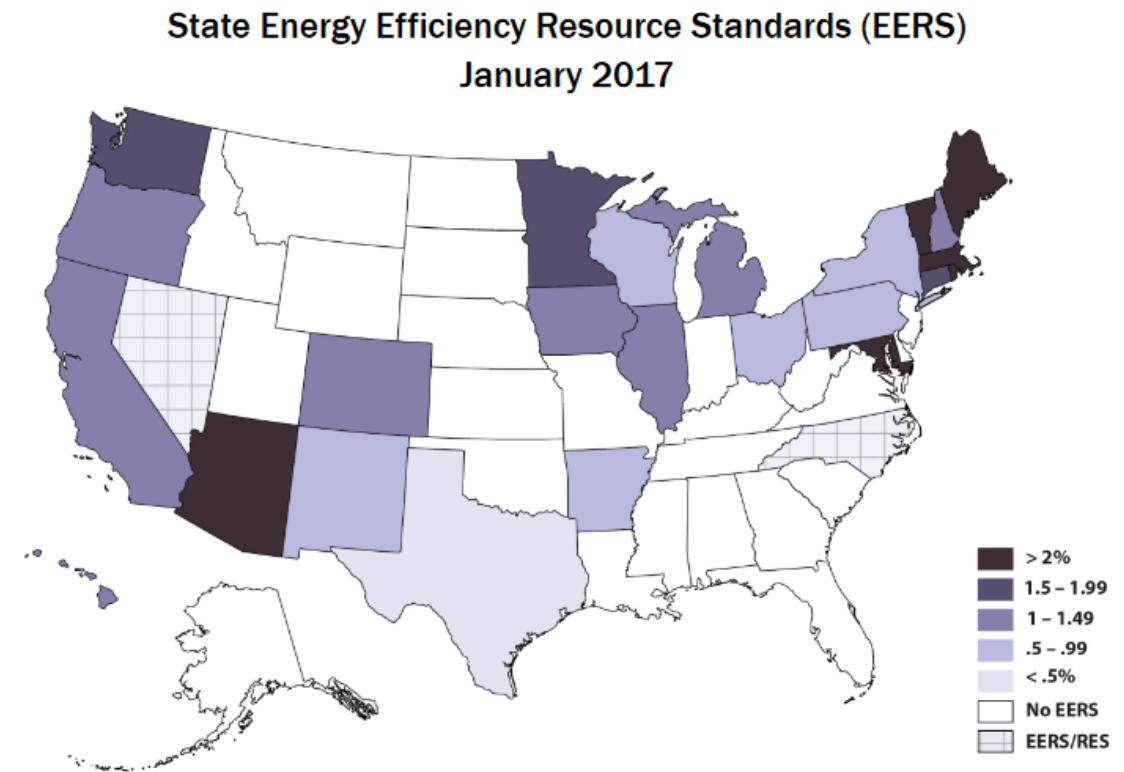 State Energy Efficiency Resource Standards (EERS)
January 2017
> 2%
1.5 – 1.99
1 – 1.49
.5 – .99
< .5%
No EERS
EERS/RES